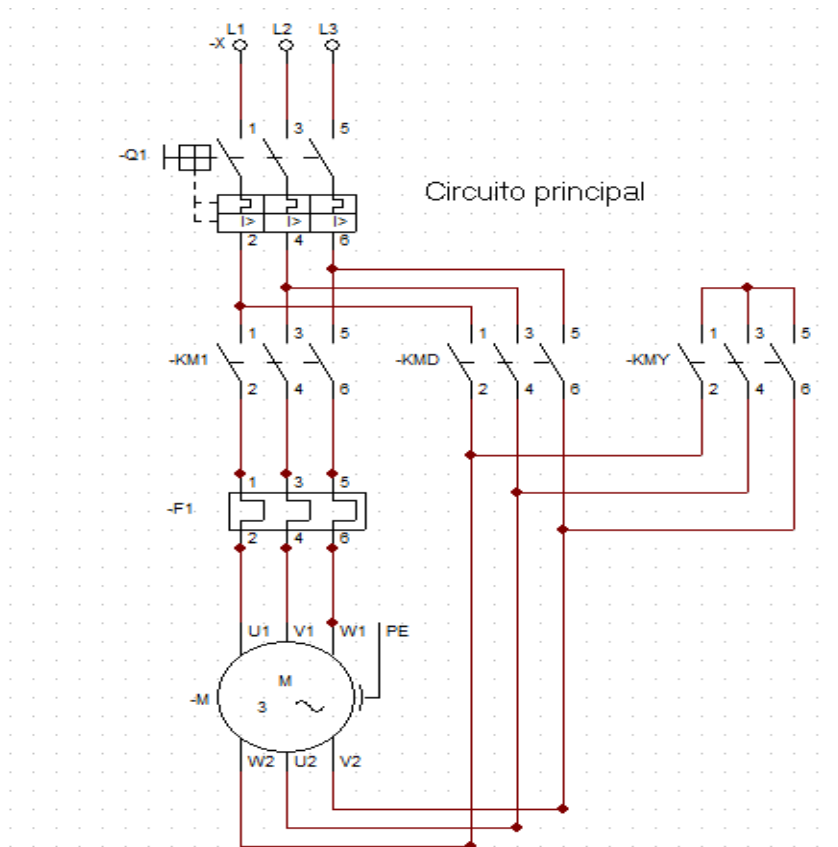 L1 L2 L3
-X
1 3 5
-Q1
Circuito principal
I> I> I>
2 4 6
1 3 5 1 3 5 1 3 5
-KM1 -KMD -KMY
2 4 6 2 4 6 2 4 6
1 3 5
-F1
2 4 6
U1 V1 W1 PE
M
-M 3
W2 U2 V2